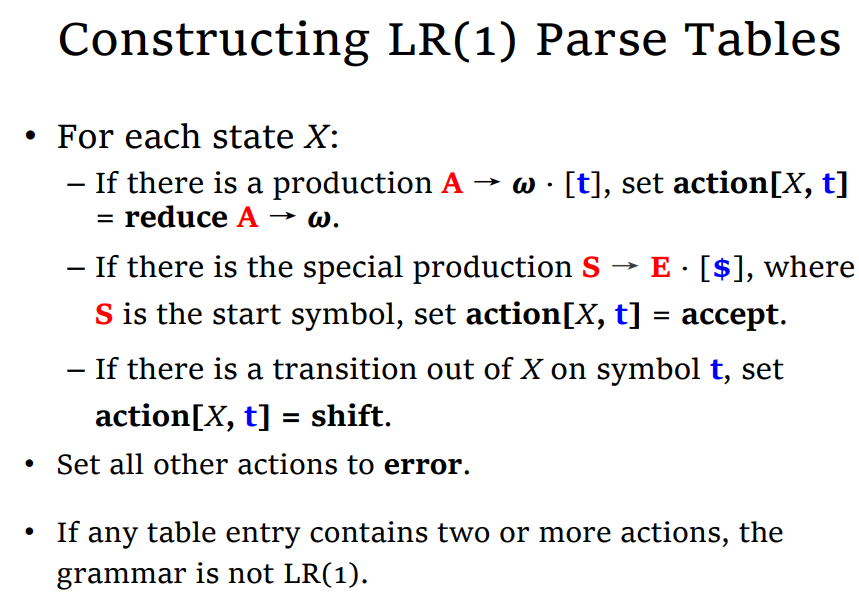 Constructing LR(1) Parse Tables
• For each state X:
– If there is a production A → ω · [t], set action[X, t]
= reduce A → ω.
– If there is the special production S → E · [$], where
S is the start symbol, set action[X, t] = accept.
– If there is a transition out of X on symbol t, set
action[X, t] = shift.
• Set all other actions to error.
• If any table entry contains two or more actions, the
grammar is not LR(1).